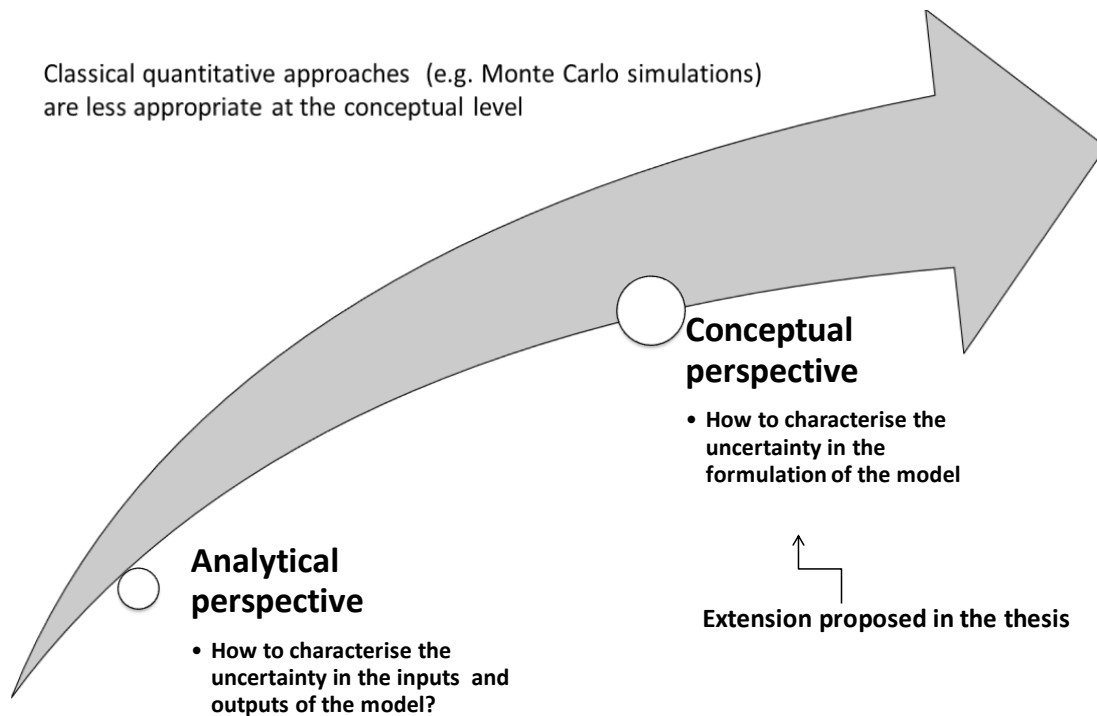 Classical quantitative approaches (e.g. Monte Carlo simulations)
are less appropriate at the conceptual level
Conceptual
perspective
• How to characterise the
uncertainty in the
formulation of the model
Analytical
perspective
• How to characterise the
uncertainty in the inputs and
outputs of the model?
Extension proposed in the thesis